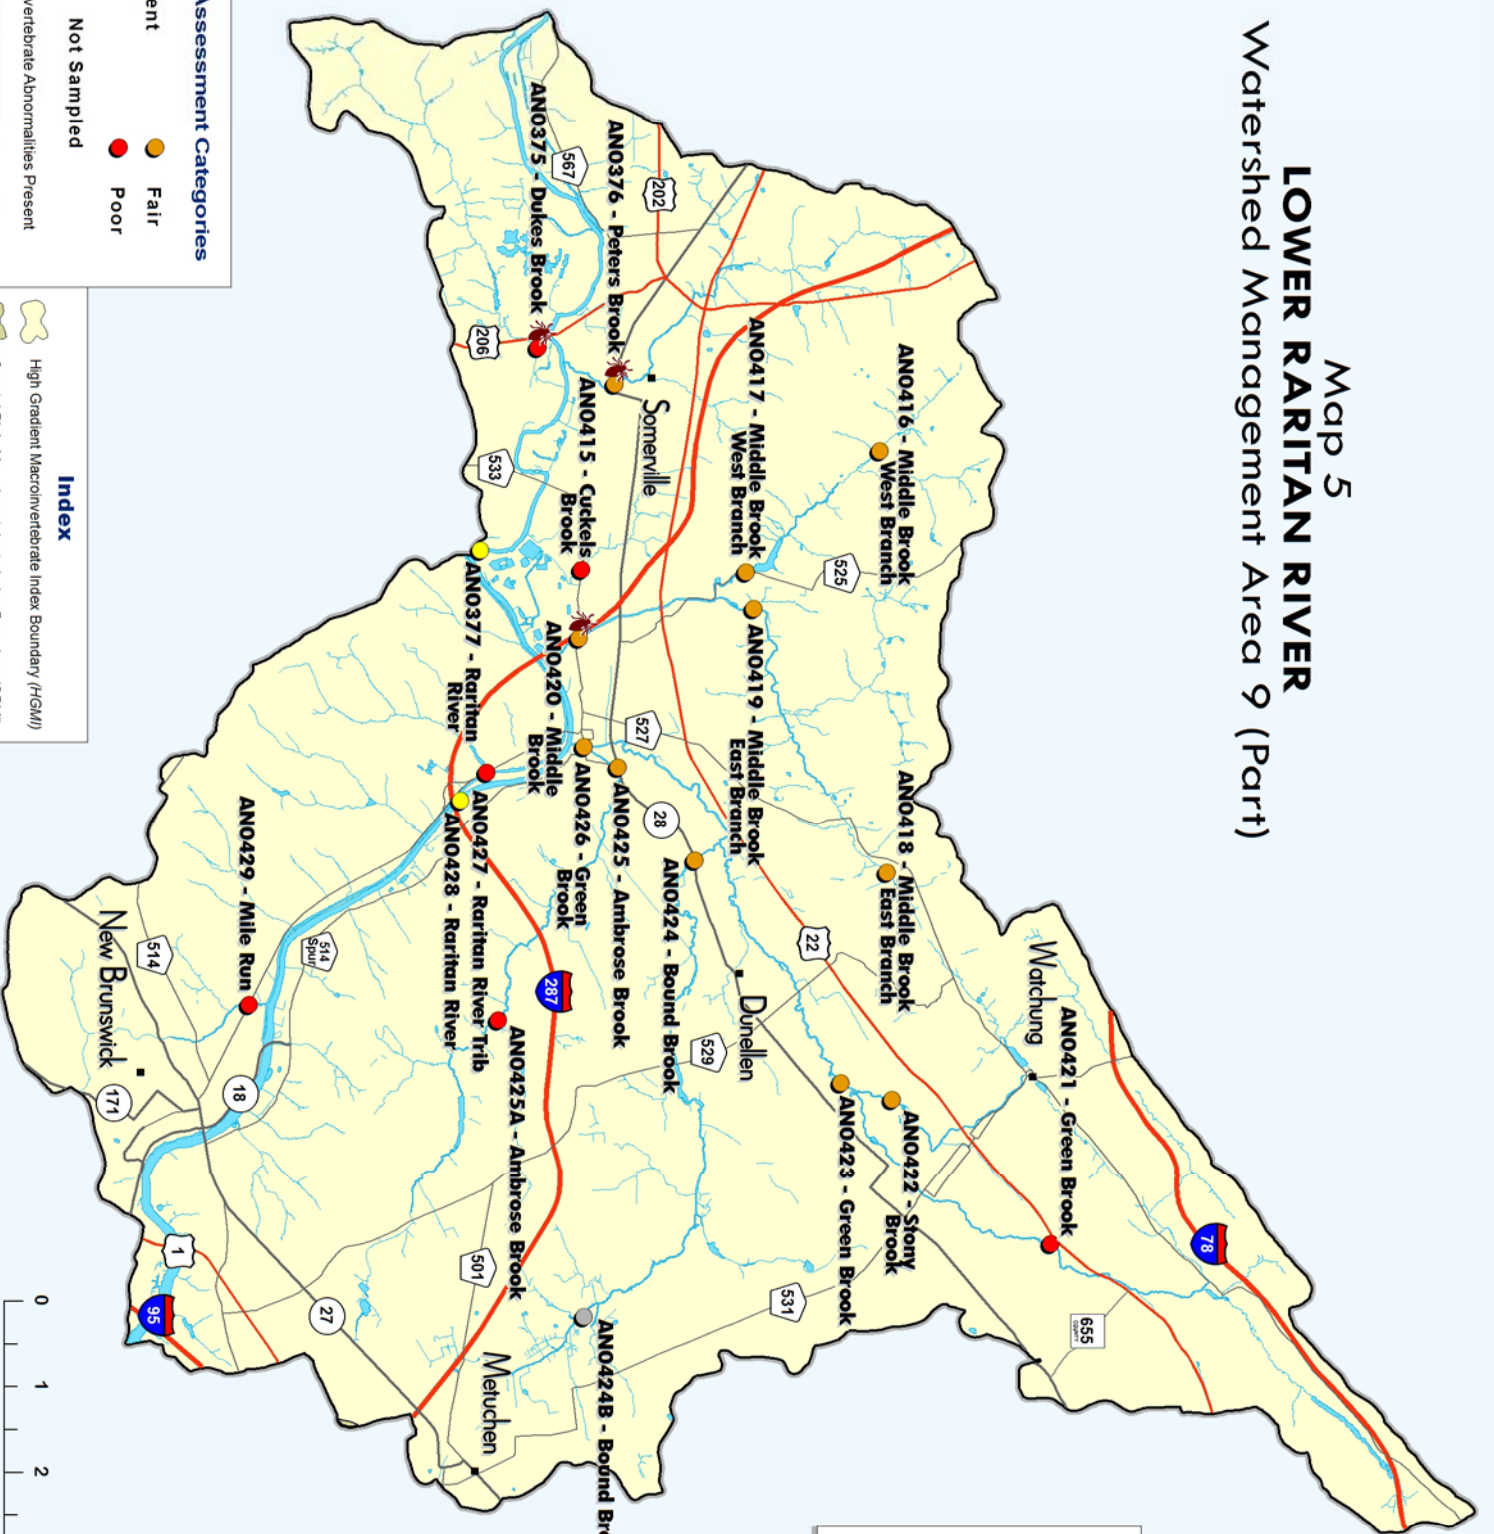 Map 5
LOWER RARITAN RIVER
Watershed Management Area 9 (Part)
AN0375 - Dukes Brook
AN0376 - Peters Brook
567
202
206
533
Somerville
AN0415 - Cuckels
Brook
AN0417 - Middle Brook
West Branch
AN0416 - Middle Brook
West Branch
525
AN0377 - Raritan
River
AN0420 - Middle
Brook
AN0419 - Middle Brook
East Branch
527
AN0418 - Middle Brook
East Branch
28
AN0426 - Green
Brook
AN0425 - Ambrose Brook
AN0424 - Bound Brook
AN0427 - Raritan River Trib
AN0428 - Raritan River
AN0429 - Mile Run
22
Watchung
Dunellen
529
287
514
Spur
514
New Brunswick
171
18
AN0425A - Ambrose Brook
AN0421 - Green Brook
AN0422 - Stony
Brook
AN0423 - Green Brook
78
655
531
501
1
95
27
Metuchen
AN0424B - Bound Br
Assessment Categories
Fair
Poor
Not Sampled
vertebrate Abnormalities Present
Index
High Gradient Macroinvertebrate Index Boundary (HGMI)
0 1 2